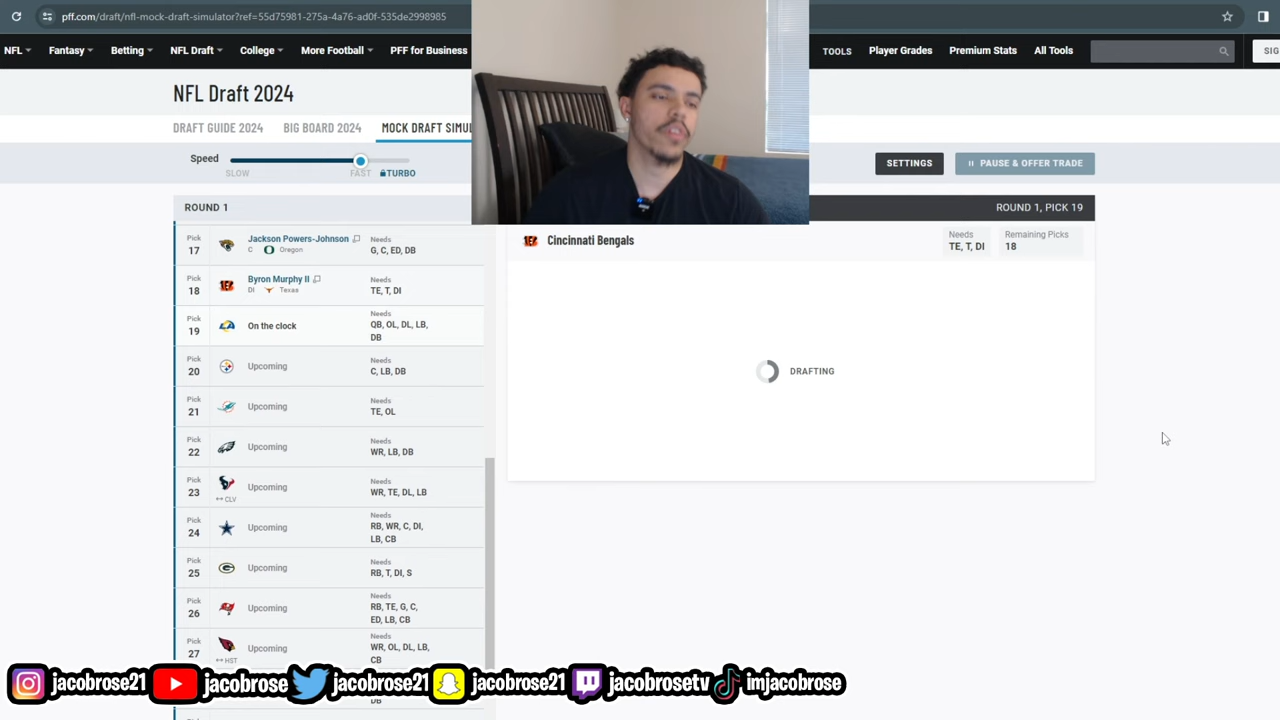 pff.com/draft/nfl-mock-draft-simulator?ref=55d75981-275a-4a76-ad0f-535de2998985
NFL Fantasy Betting NFL Draft College More Football PFF for Business TOOLS Player Grades Premium Stats All Tools SIG
NFL Draft 2024
DRAFT GUIDE 2024 BIG BOARD 2024 MOCK DRAFT SIMU
Speed
SLOW FAST TURBO
SETTINGS
PAUSE & OFFER TRADE
ROUND 1
ROUND 1, PICK 19
Cincinnati Bengals
Needs
TE, T, DI
Remaining Picks
18
DRAFTING
Pick
17
Jackson Powers-Johnson
C Oregon
Needs
G, C, ED, DB
Pick
18
Byron Murphy II
DI Texas
Needs
TE, T, DI
Pick
19
On the clock
Needs
QB, OL, DL, LB,
DB
Pick
20
Upcoming
Needs
C, LB, DB
Pick
21
Upcoming
Needs
TE, OL
Pick
22
Upcoming
Needs
WR, LB, DB
Pick
23
CLV
Upcoming
Needs
WR, TE, DL, LB
Pick
24
Upcoming
Needs
RB, WR, C, DI,
LB, CB
Pick
25
Upcoming
Needs
RB, T, DI, S
Pick
26
Upcoming
Needs
RB, TE, G, C,
ED, LB, CB
Pick
27
HST
Upcoming
Needs
WR, OL, DL, LB,
CB
DB
jacobrose21 jacobrose jacobrose21 jacobrose21 jacobrosetv imjacobrose